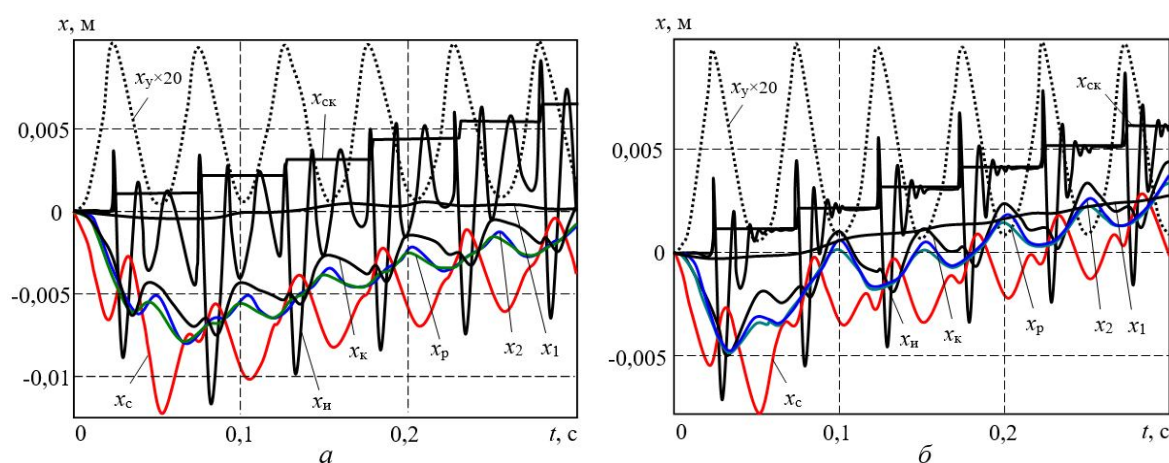 x, м
x_у×20
x_ск
0,005
0
-0,005
-0,01
x_с
x_и
x_к
x_р
x_2
x_1
0
0,1
0,2
t, с
а
x, м
x_у×20
x_ск
0,005
0
-0,005
x_с
x_и
x_к
x_р
x_2
x_1
0
0,1
0,2
t, с
б